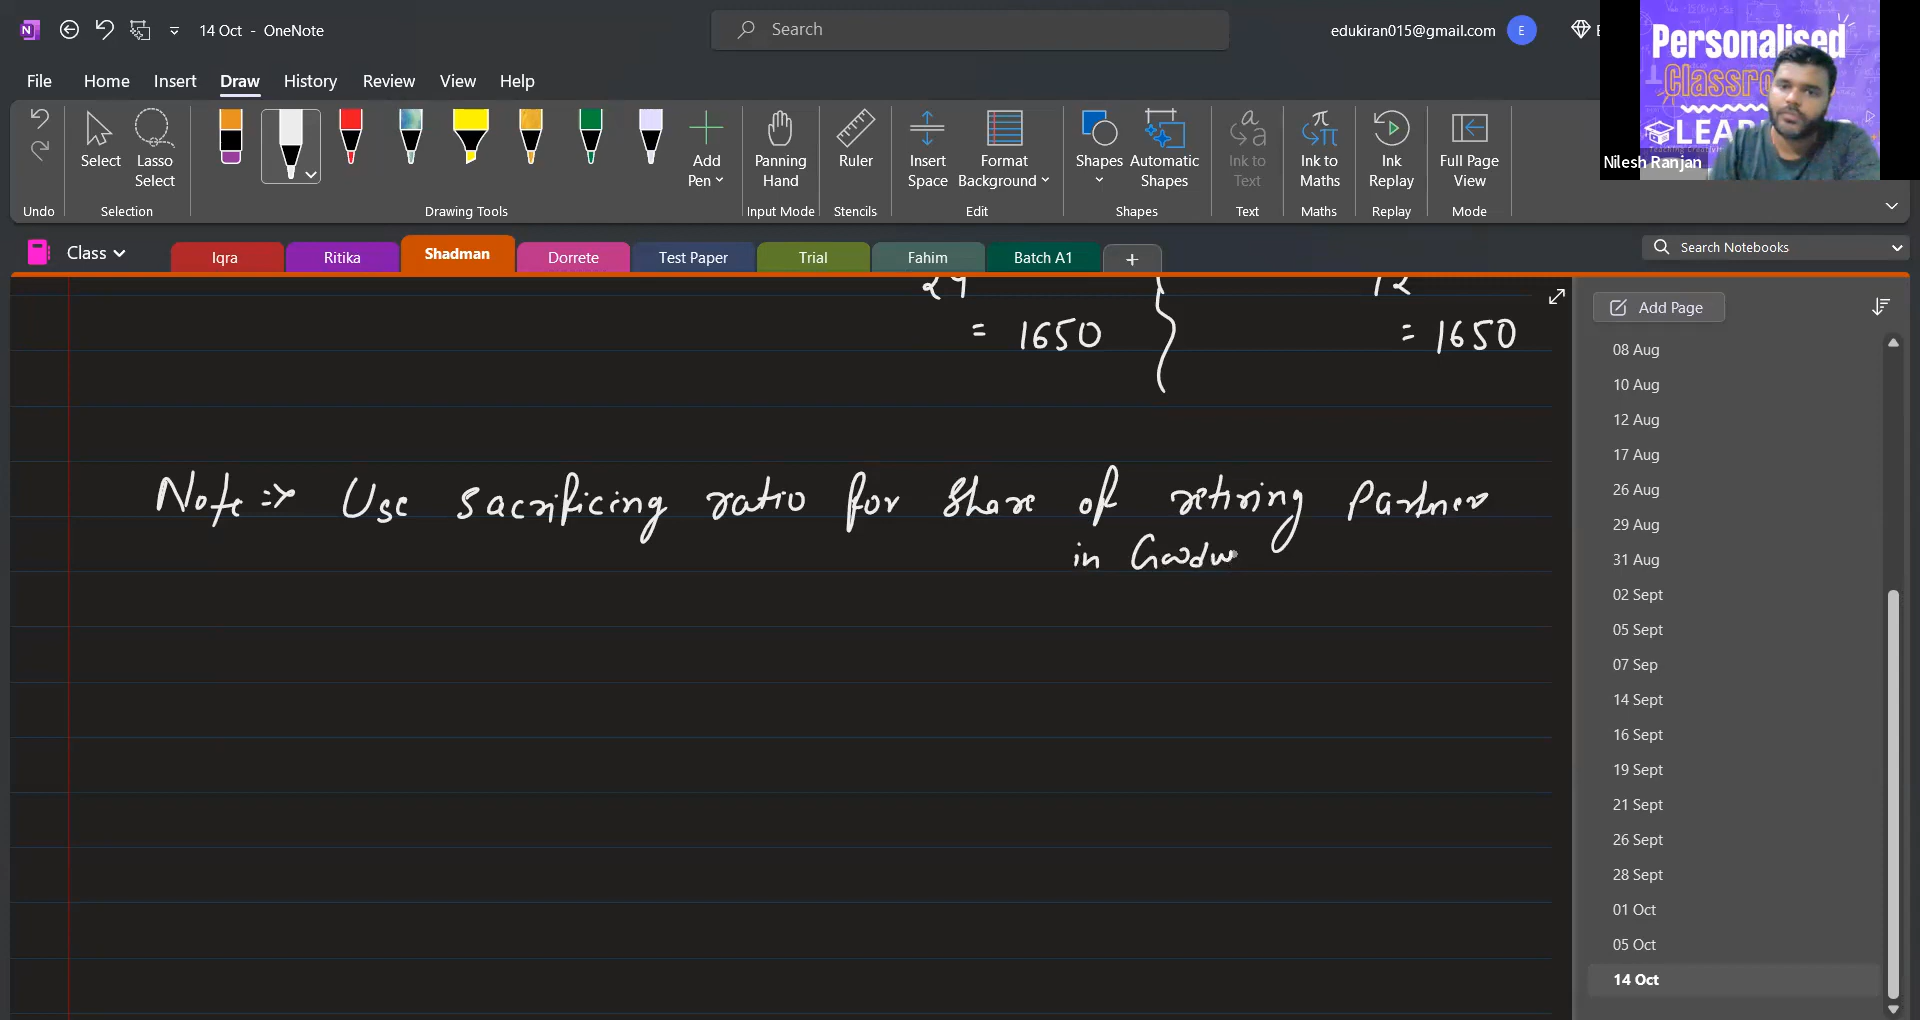 14 Oct - OneNote
Search
edukiran015@gmail.com
E
Personalised
Classro
LEA
Nilesh Ranjan
File Home Insert Draw History Review View Help
Select
Lasso Select
Add Pen
Panning Hand
Ruler
Insert Space
Format Background
Shapes
Automatic Shapes
Ink to Text
Ink to Maths
Ink Replay
Full Page View
Undo Selection Drawing Tools Input Mode Stencils Edit Shapes Text Maths Replay Mode
Class Iqra Ritika Shadman Dorrete Test Paper Trial Fahim Batch A1 +
Search Notebooks
24 12
= 1650 = 1650
Note :⇒ Use sacrificing ratio for share of retiring Partner
in Goodw
Add Page
08 Aug
10 Aug
12 Aug
17 Aug
26 Aug
29 Aug
31 Aug
02 Sept
05 Sept
07 Sep
14 Sept
16 Sept
19 Sept
21 Sept
26 Sept
28 Sept
01 Oct
05 Oct
14 Oct